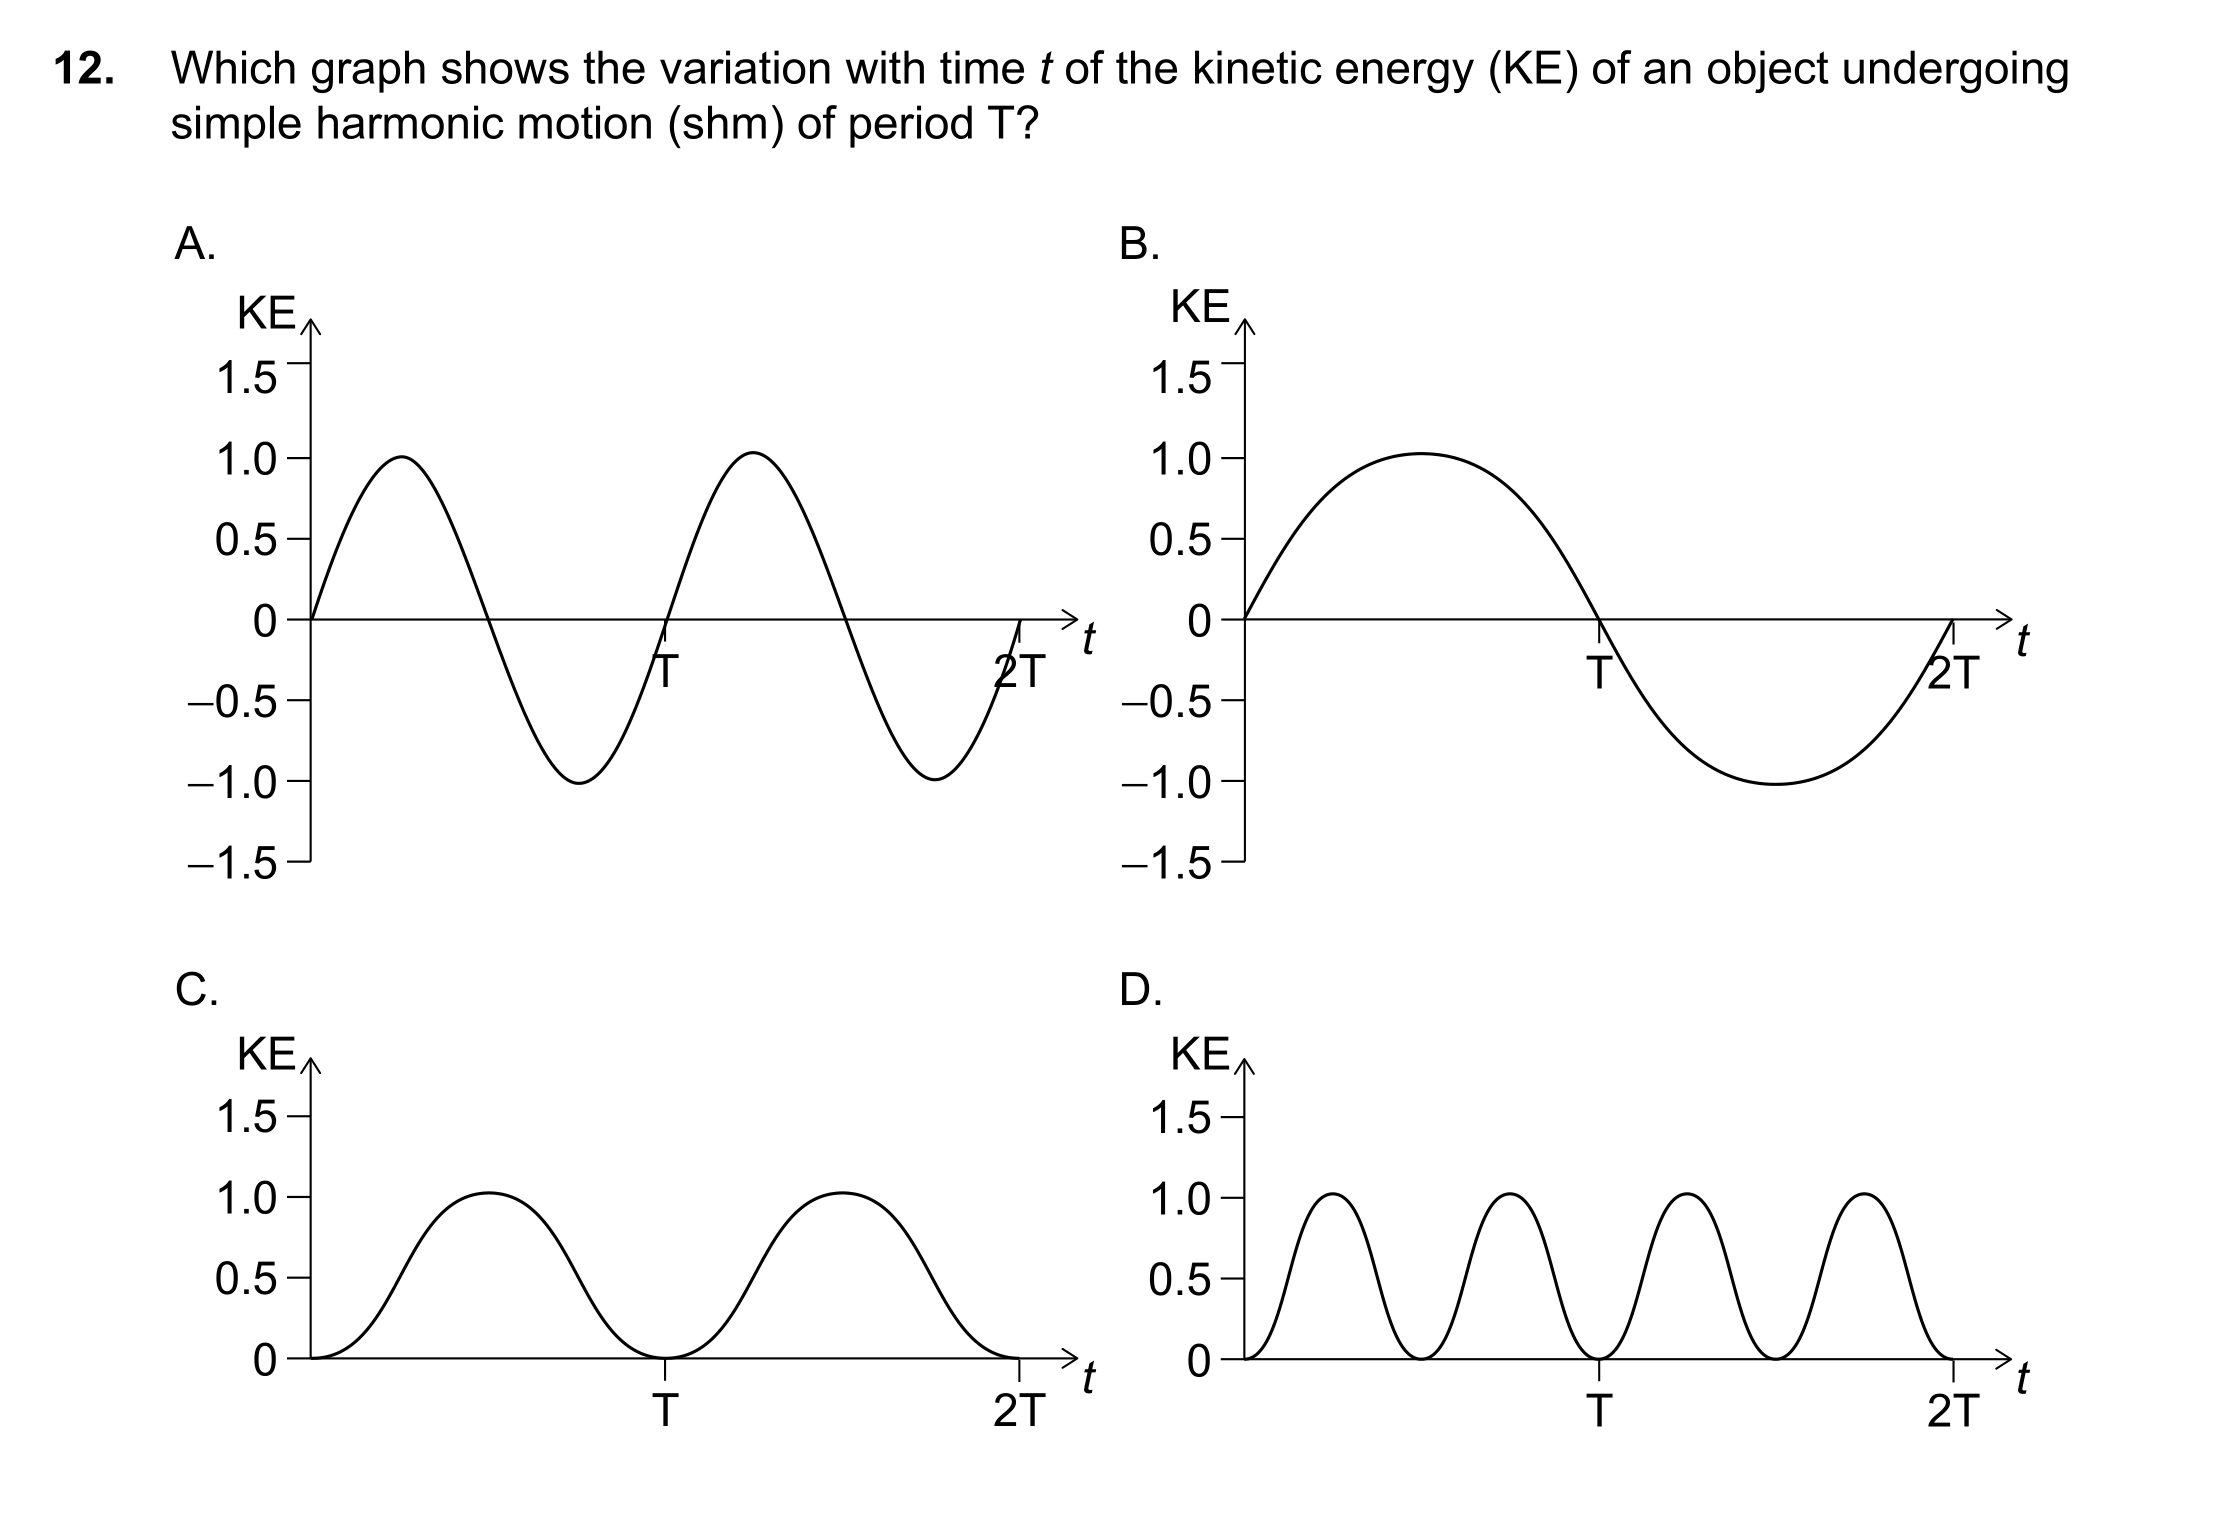 12. Which graph shows the variation with time t of the kinetic energy (KE) of an object undergoing
simple harmonic motion (shm) of period T?
A.
KE
1.5
1.0
0.5
0
–0.5
–1.0
–1.5
T
2T
t
B.
KE
1.5
1.0
0.5
0
–0.5
–1.0
–1.5
T
2T
t
C.
KE
1.5
1.0
0.5
0
T
2T
t
D.
KE
1.5
1.0
0.5
0
T
2T
t